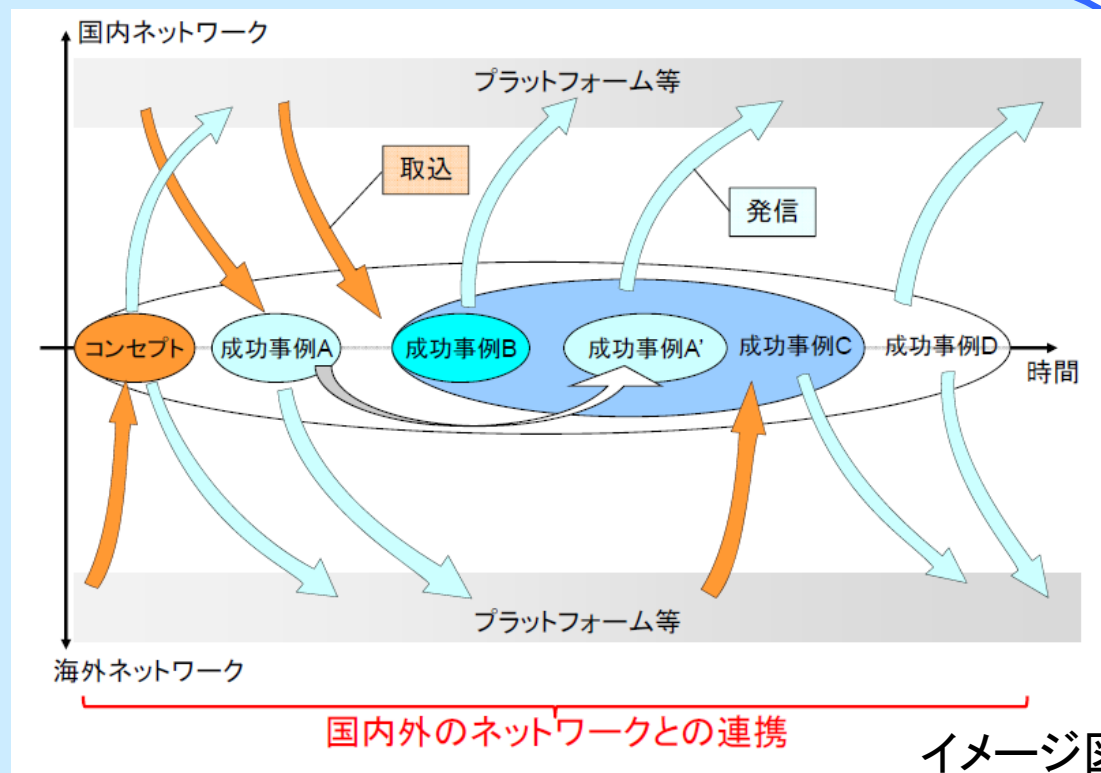 国内ネットワーク
プラットフォーム等
取込
発信
コンセプト
成功事例A
成功事例B
成功事例A'
成功事例C
成功事例D
時間
プラットフォーム等
海外ネットワーク
国内外のネットワークとの連携
イメージ図